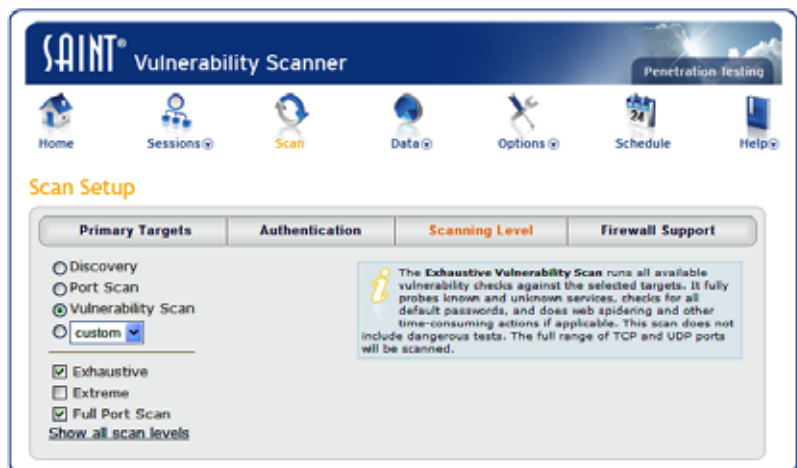 SAINT® Vulnerability Scanner
Penetration Testing
Home Sessions Scan Data Options Schedule Help
24
Scan Setup
Primary Targets Authentication Scanning Level Firewall Support
Discovery
Port Scan
Vulnerability Scan
custom
Exhaustive
Extreme
Full Port Scan
Show all scan levels
i
The Exhaustive Vulnerability Scan runs all available
vulnerability checks against the selected targets. It fully
probes known and unknown services, checks for all
default passwords, and does web spidering and other
time-consuming actions if applicable. This scan does not
include dangerous tests. The full range of TCP and UDP ports
will be scanned.